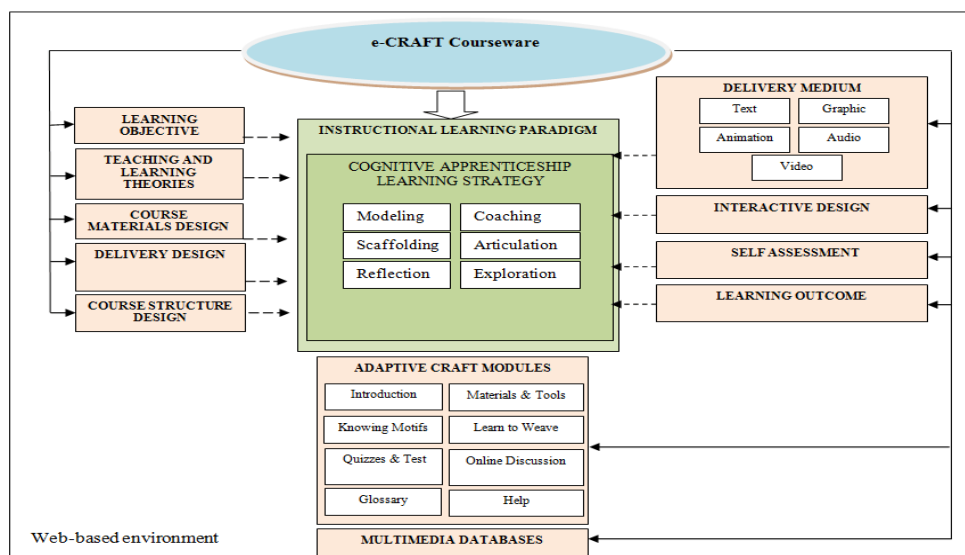 e-CRAFT Courseware
LEARNING
OBJECTIVE
TEACHING AND
LEARNING
THEORIES
COURSE
MATERIALS DESIGN
DELIVERY DESIGN
COURSE STRUCTURE
DESIGN
INSTRUCTIONAL LEARNING PARADIGM
COGNITIVE APPRENTICESHIP
LEARNING STRATEGY
Modeling
Coaching
Scaffolding
Articulation
Reflection
Exploration
DELIVERY MEDIUM
Text
Graphic
Animation
Audio
Video
INTERACTIVE DESIGN
SELF ASSESSMENT
LEARNING OUTCOME
ADAPTIVE CRAFT MODULES
Introduction
Materials & Tools
Knowing Motifs
Learn to Weave
Quizzes & Test
Online Discussion
Glossary
Help
Web-based environment
MULTIMEDIA DATABASES